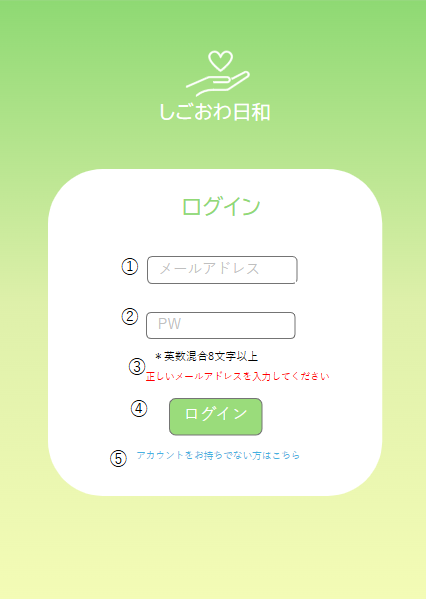 しごおわ日和
ログイン
① メールアドレス
② PW
＊英数混合8文字以上
③ 正しいメールアドレスを入力してください
④ ログイン
⑤ アカウントをお持ちでない方はこちら